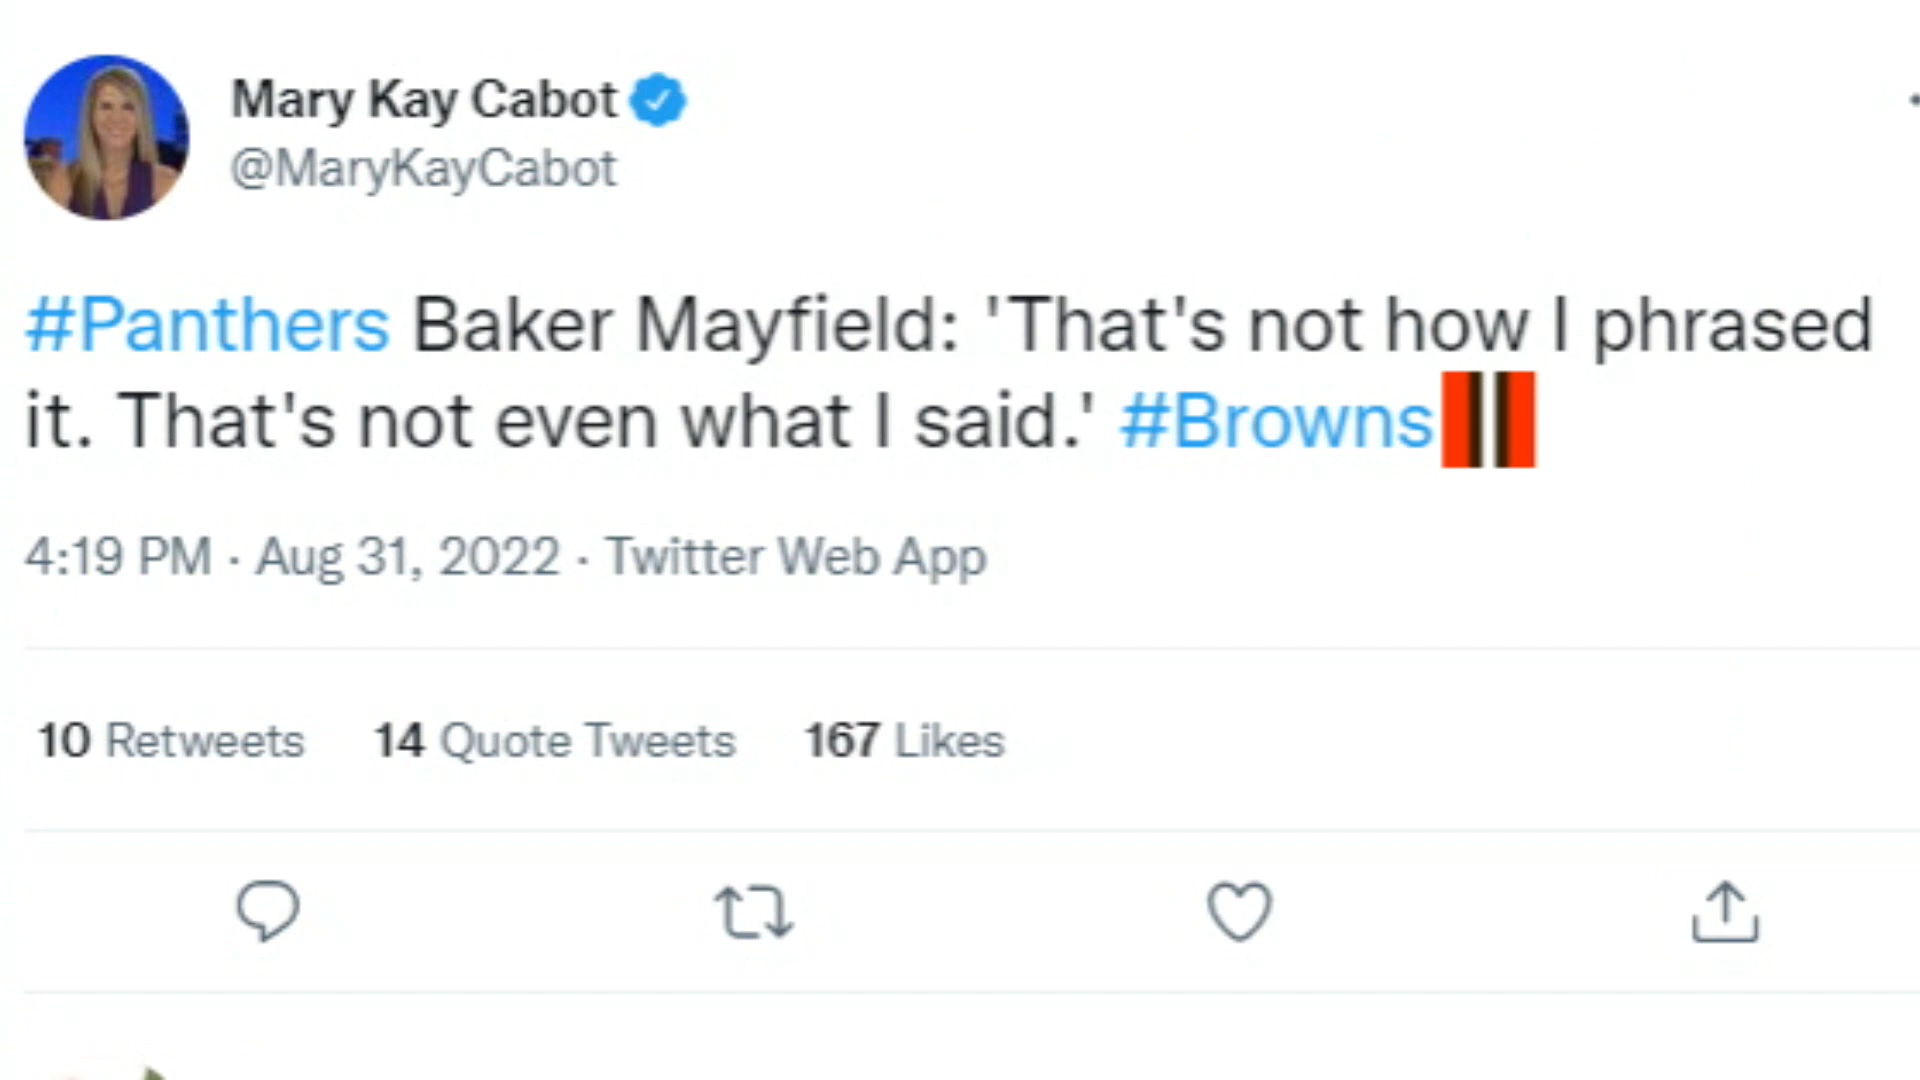 Mary Kay Cabot
@MaryKayCabot
#Panthers Baker Mayfield: 'That's not how I phrased
it. That's not even what I said.' #Browns
4:19 PM · Aug 31, 2022 · Twitter Web App
10 Retweets 14 Quote Tweets 167 Likes